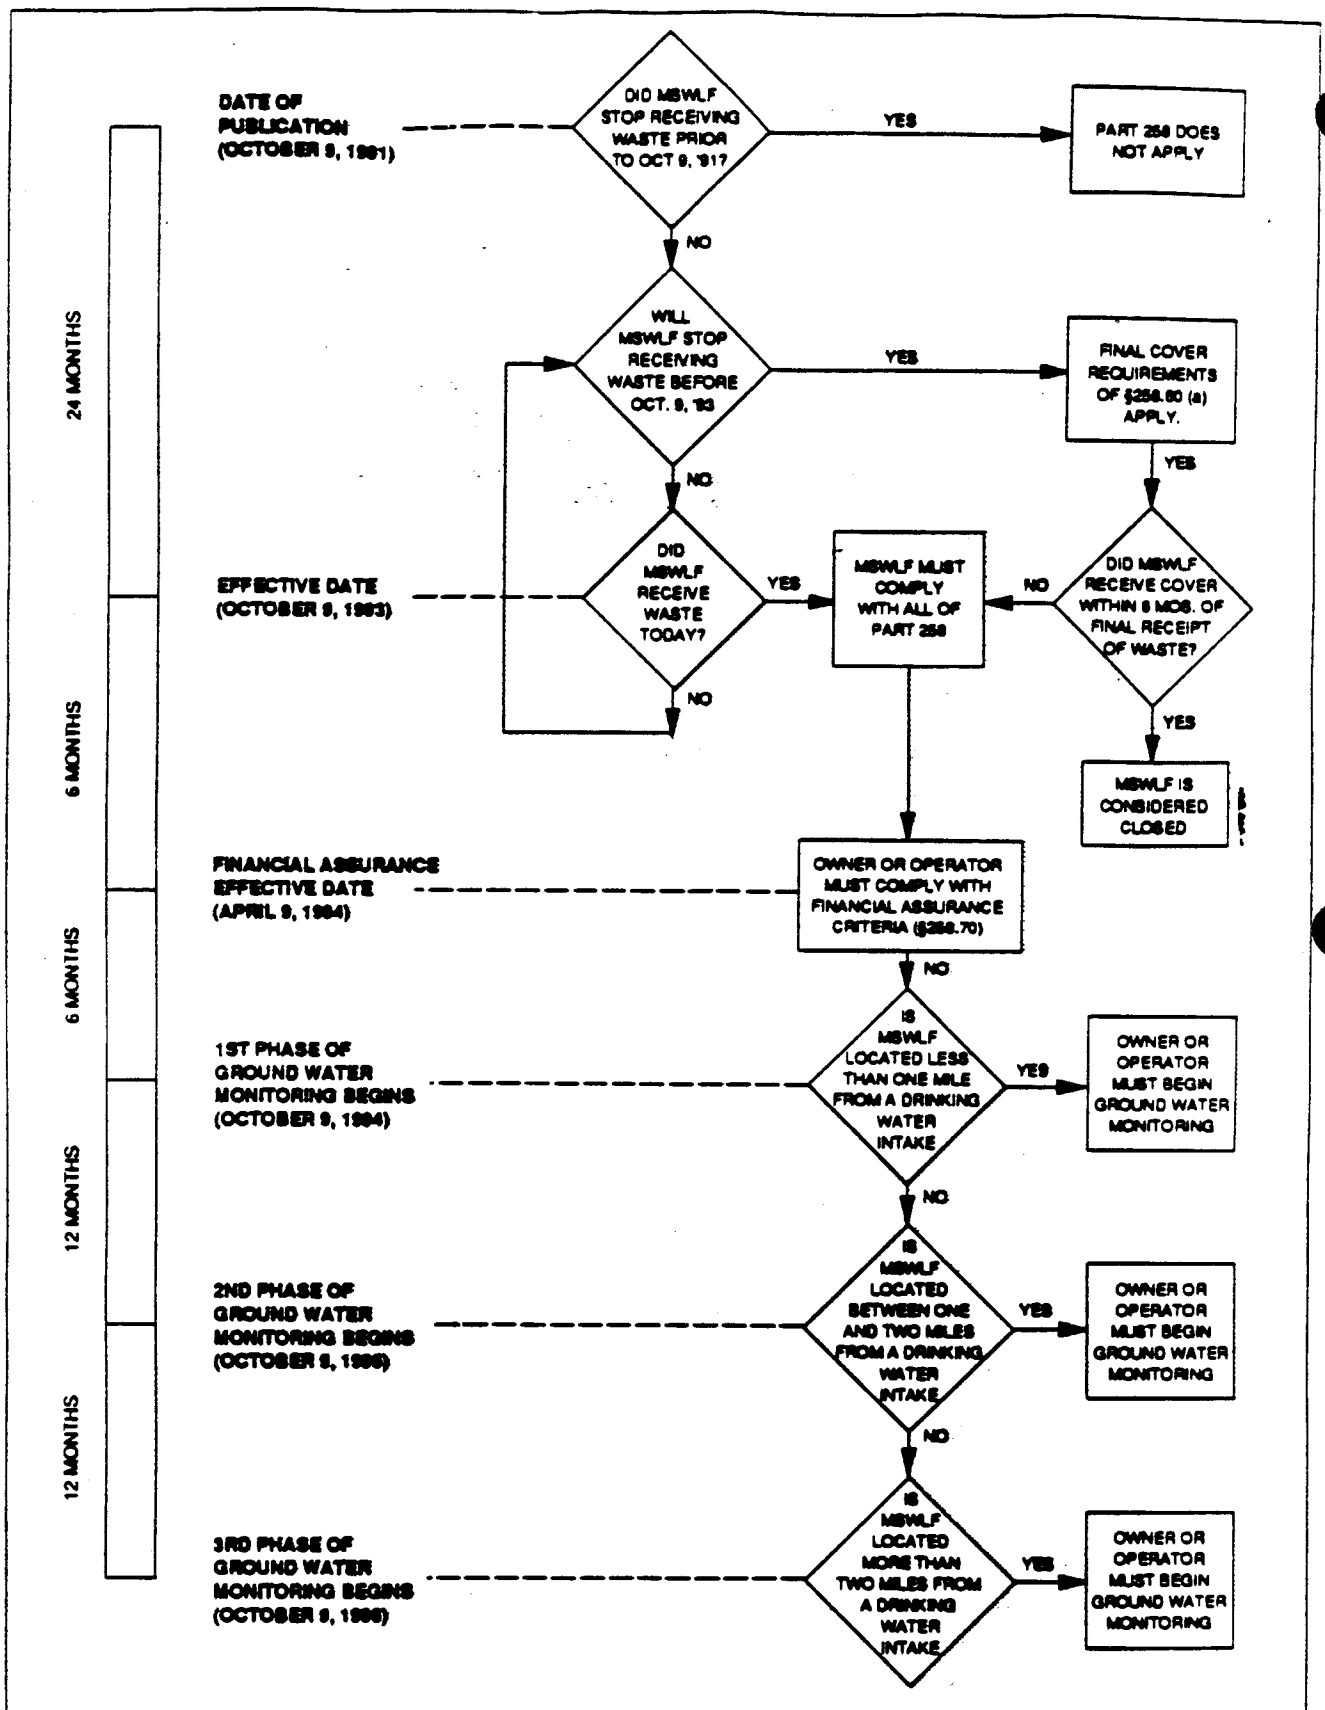 DATE OF
PUBLICATION
(OCTOBER 9, 1991)
DID MSWLF
STOP RECEIVING
WASTE PRIOR
TO OCT 9, '91?
YES
PART 258 DOES
NOT APPLY
NO
24 MONTHS
WILL
MSWLF STOP
RECEIVING
WASTE BEFORE
OCT. 9, '93
YES
FINAL COVER
REQUIREMENTS
OF §258.60 (a)
APPLY.
NO
YES
EFFECTIVE DATE
(OCTOBER 9, 1993)
DID
MSWLF
RECEIVE
WASTE
TODAY?
YES
MSWLF MUST
COMPLY
WITH ALL OF
PART 258
NO
DID MSWLF
RECEIVE COVER
WITHIN 6 MOS. OF
FINAL RECEIPT
OF WASTE?
NO
YES
6 MONTHS
MSWLF IS
CONSIDERED
CLOSED
FINANCIAL ASSURANCE
EFFECTIVE DATE
(APRIL 9, 1994)
OWNER OR OPERATOR
MUST COMPLY WITH
FINANCIAL ASSURANCE
CRITERIA (§258.70)
NO
6 MONTHS
1ST PHASE OF
GROUND WATER
MONITORING BEGINS
(OCTOBER 9, 1994)
IS
MSWLF
LOCATED LESS
THAN ONE MILE
FROM A DRINKING
WATER
INTAKE
YES
OWNER OR
OPERATOR
MUST BEGIN
GROUND WATER
MONITORING
NO
12 MONTHS
2ND PHASE OF
GROUND WATER
MONITORING BEGINS
(OCTOBER 9, 1995)
IS
MSWLF
LOCATED
BETWEEN ONE
AND TWO MILES
FROM A DRINKING
WATER
INTAKE
YES
OWNER OR
OPERATOR
MUST BEGIN
GROUND WATER
MONITORING
NO
12 MONTHS
3RD PHASE OF
GROUND WATER
MONITORING BEGINS
(OCTOBER 9, 1996)
IS
MSWLF
LOCATED
MORE THAN
TWO MILES FROM
A DRINKING
WATER
INTAKE
YES
OWNER OR
OPERATOR
MUST BEGIN
GROUND WATER
MONITORING